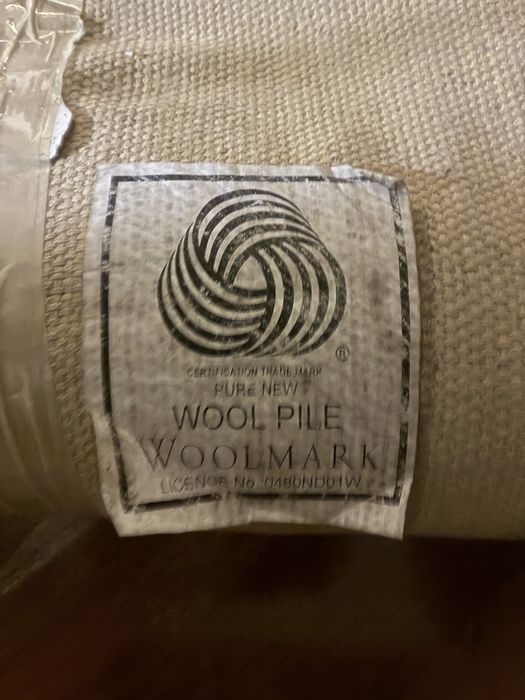 ®
CERTIFICATION TRADE MARK
PURE NEW
WOOL PILE
WOOLMARK
LICENCE No 0480ND01W